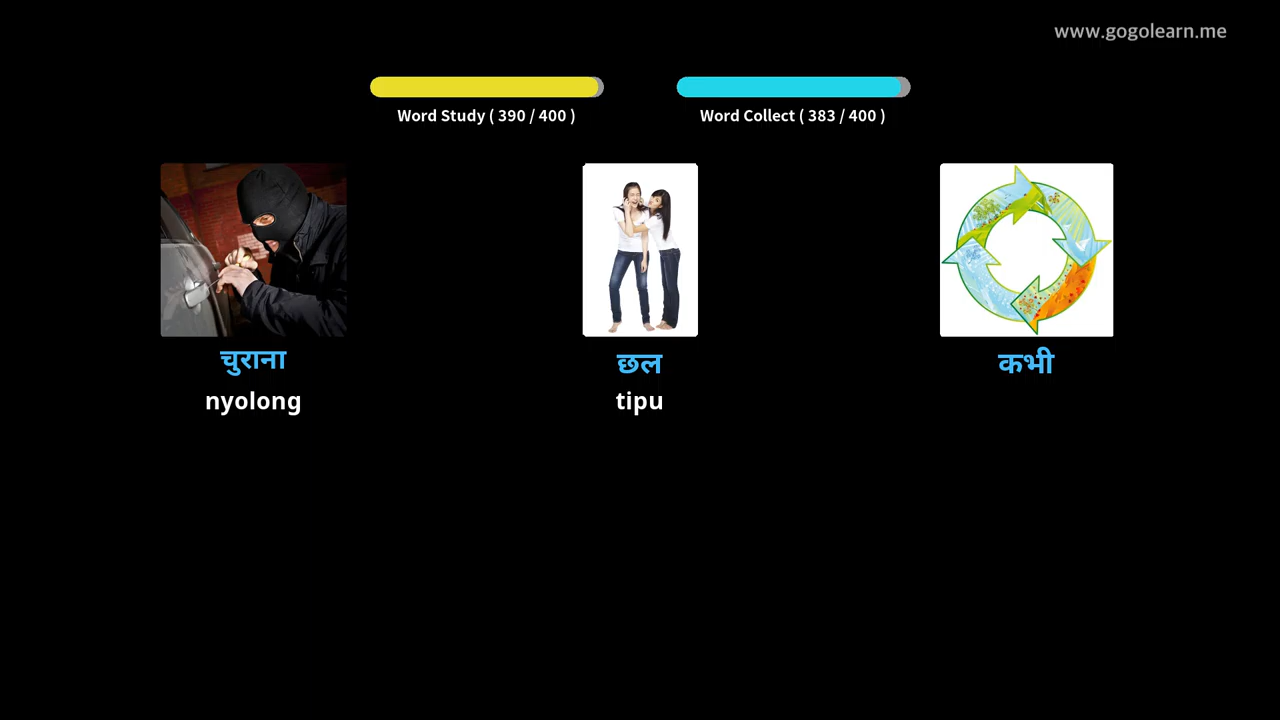 www.gogolearn.me
Word Study ( 390 / 400 )
Word Collect ( 383 / 400 )
चुराना
छल
कभी
nyolong
tipu